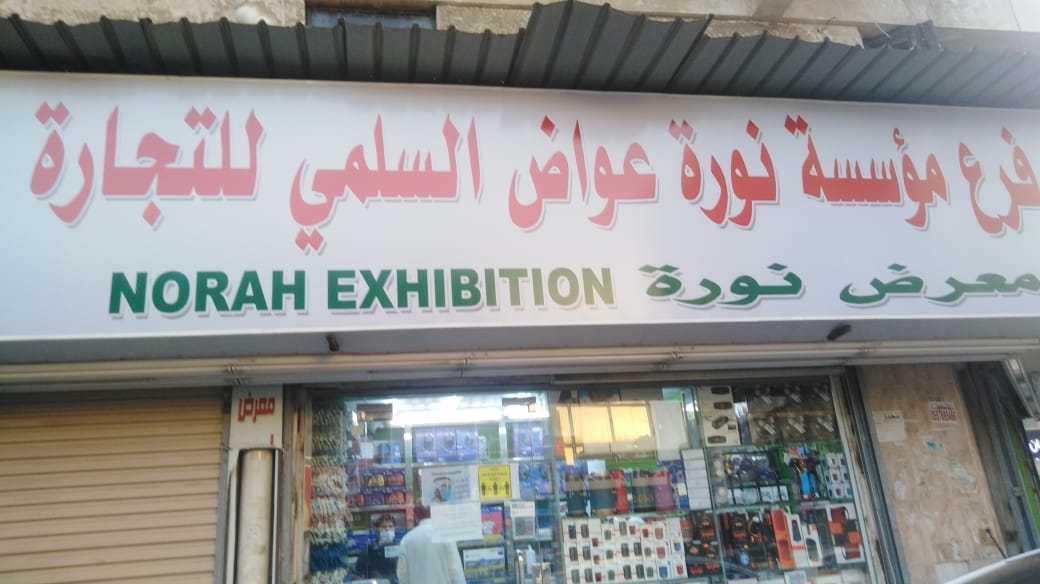 فرع مؤسسة نورة عواض السلمي للتجارة
معرض نورة NORAH EXHIBITION
معرض